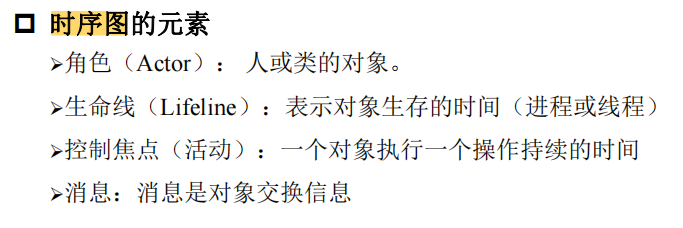 时序图的元素
角色（Actor）： 人或类的对象。
生命线（Lifeline）：表示对象生存的时间（进程或线程）
控制焦点（活动）：一个对象执行一个操作持续的时间
消息：消息是对象交换信息